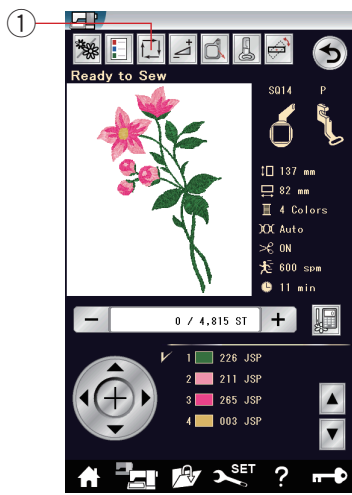 1
Ready to Sew
SQ14 P
137 mm
82 mm
4 Colors
Auto
ON
600 spm
11 min
− 0 / 4,815 ST +
1 226 JSP
2 211 JSP
3 265 JSP
4 003 JSP
SET
?